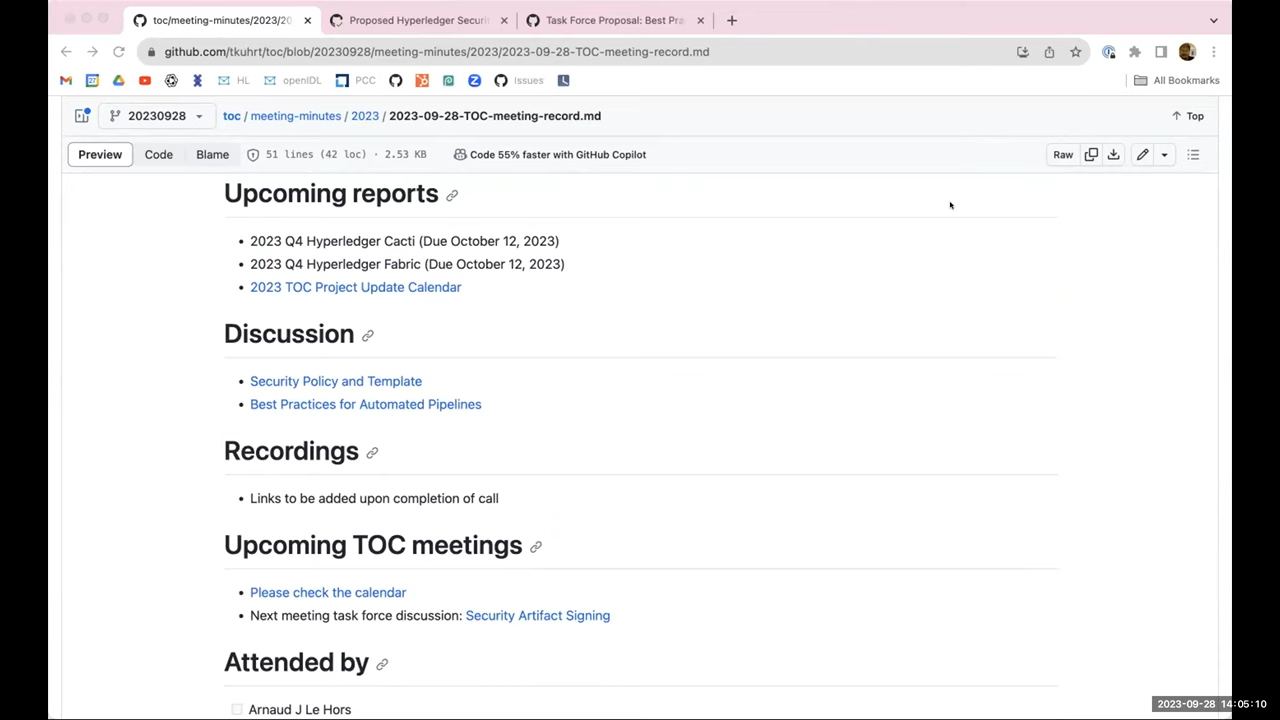 toc/meeting-minutes/2023/20
Proposed Hyperledger Securi
Task Force Proposal: Best Pra
github.com/tkuhrt/toc/blob/20230928/meeting-minutes/2023/2023-09-28-TOC-meeting-record.md
HL
openIDL
PCC
Issues
All Bookmarks
20230928
toc / meeting-minutes / 2023 / 2023-09-28-TOC-meeting-record.md
Top
Preview
Code
Blame
51 lines (42 loc) · 2.53 KB
Code 55% faster with GitHub Copilot
Raw
Upcoming reports
• 2023 Q4 Hyperledger Cacti (Due October 12, 2023)
• 2023 Q4 Hyperledger Fabric (Due October 12, 2023)
• 2023 TOC Project Update Calendar
Discussion
• Security Policy and Template
• Best Practices for Automated Pipelines
Recordings
• Links to be added upon completion of call
Upcoming TOC meetings
• Please check the calendar
• Next meeting task force discussion: Security Artifact Signing
Attended by
Arnaud J Le Hors
2023-09-28 14:05:10